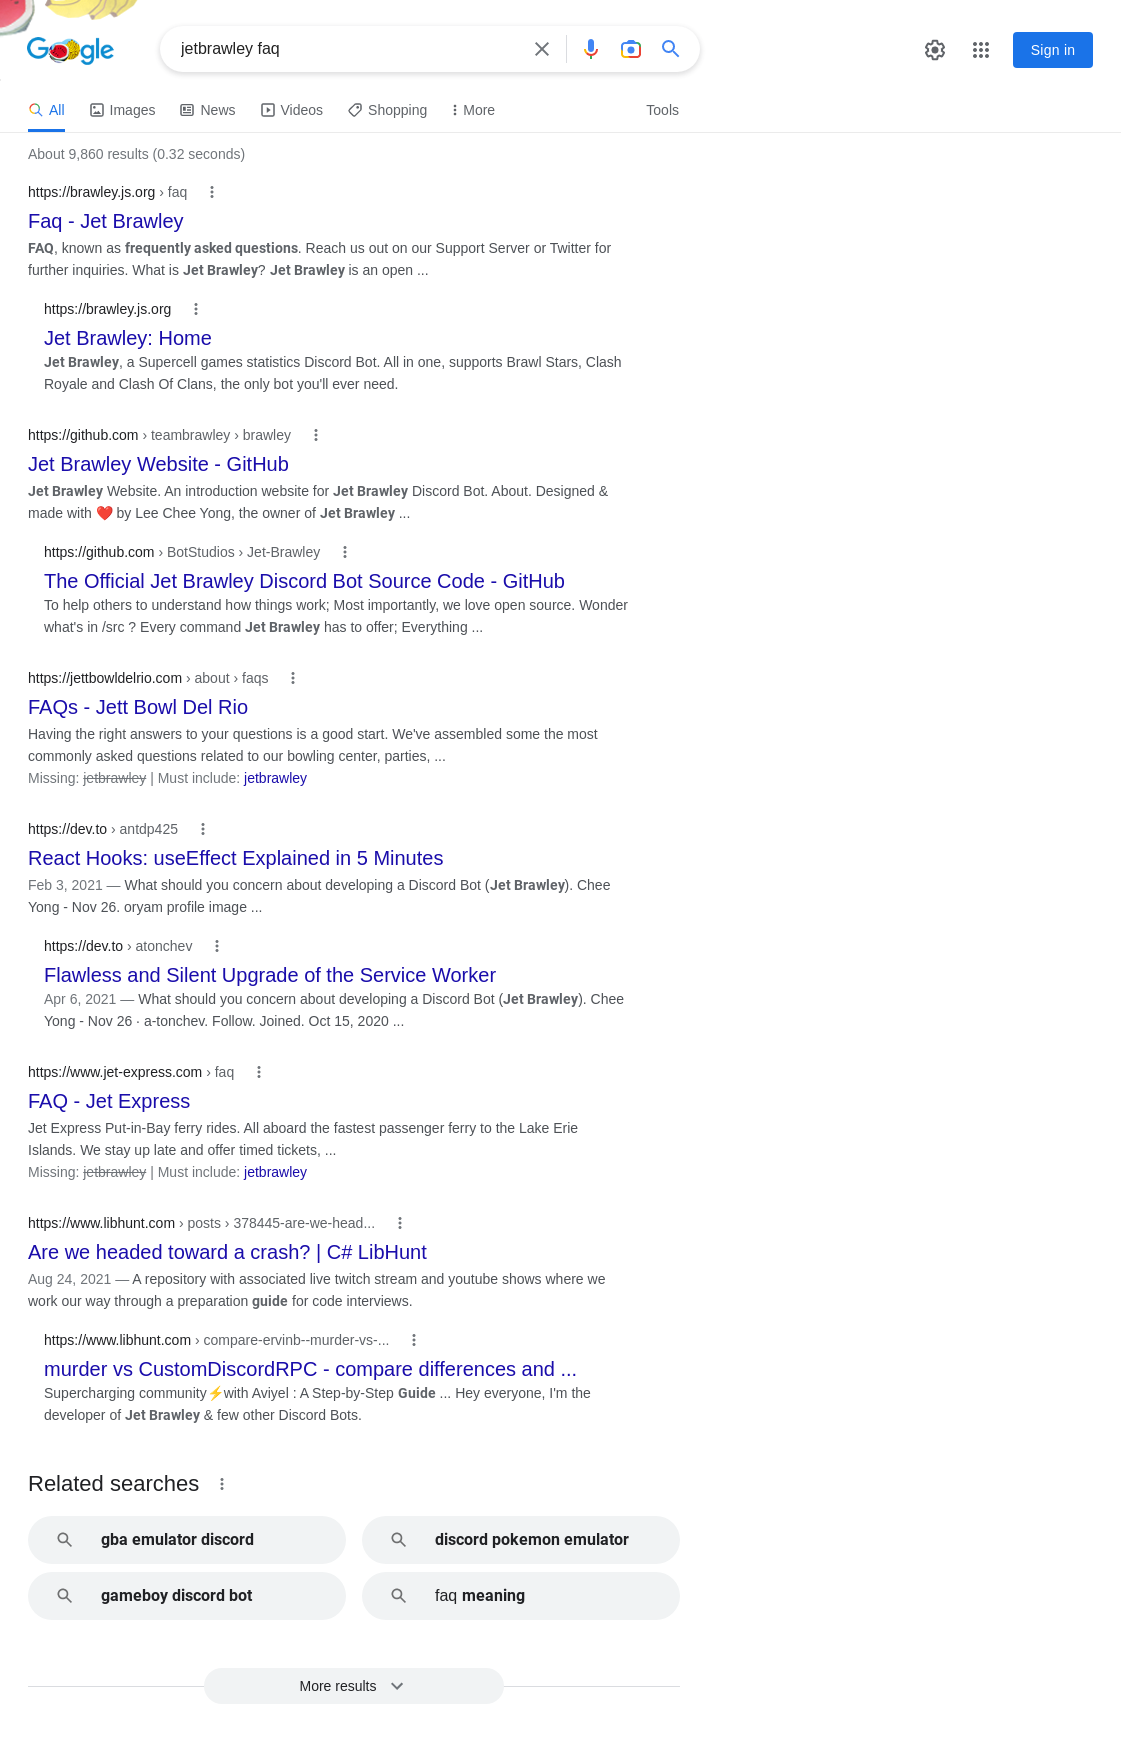 Google
jetbrawley faq
Sign in
All Images News Videos Shopping More Tools
About 9,860 results (0.32 seconds)
https://brawley.js.org › faq
Faq - Jet Brawley
FAQ, known as frequently asked questions. Reach us out on our Support Server or Twitter for
further inquiries. What is Jet Brawley? Jet Brawley is an open ...
https://brawley.js.org
Jet Brawley: Home
Jet Brawley, a Supercell games statistics Discord Bot. All in one, supports Brawl Stars, Clash
Royale and Clash Of Clans, the only bot you'll ever need.
https://github.com › teambrawley › brawley
Jet Brawley Website - GitHub
Jet Brawley Website. An introduction website for Jet Brawley Discord Bot. About. Designed &
made with ❤️ by Lee Chee Yong, the owner of Jet Brawley ...
https://github.com › BotStudios › Jet-Brawley
The Official Jet Brawley Discord Bot Source Code - GitHub
To help others to understand how things work; Most importantly, we love open source. Wonder
what's in /src ? Every command Jet Brawley has to offer; Everything ...
https://jettbowldelrio.com › about › faqs
FAQs - Jett Bowl Del Rio
Having the right answers to your questions is a good start. We've assembled some the most
commonly asked questions related to our bowling center, parties, ...
Missing: jetbrawley | Must include: jetbrawley
https://dev.to › antdp425
React Hooks: useEffect Explained in 5 Minutes
Feb 3, 2021 — What should you concern about developing a Discord Bot (Jet Brawley). Chee
Yong - Nov 26. oryam profile image ...
https://dev.to › atonchev
Flawless and Silent Upgrade of the Service Worker
Apr 6, 2021 — What should you concern about developing a Discord Bot (Jet Brawley). Chee
Yong - Nov 26 · a-tonchev. Follow. Joined. Oct 15, 2020 ...
https://www.jet-express.com › faq
FAQ - Jet Express
Jet Express Put-in-Bay ferry rides. All aboard the fastest passenger ferry to the Lake Erie
Islands. We stay up late and offer timed tickets, ...
Missing: jetbrawley | Must include: jetbrawley
https://www.libhunt.com › posts › 378445-are-we-head...
Are we headed toward a crash? | C# LibHunt
Aug 24, 2021 — A repository with associated live twitch stream and youtube shows where we
work our way through a preparation guide for code interviews.
https://www.libhunt.com › compare-ervinb--murder-vs-...
murder vs CustomDiscordRPC - compare differences and ...
Supercharging community⚡with Aviyel : A Step-by-Step Guide ... Hey everyone, I'm the
developer of Jet Brawley & few other Discord Bots.
Related searches
gba emulator discord
discord pokemon emulator
gameboy discord bot
faq meaning
More results